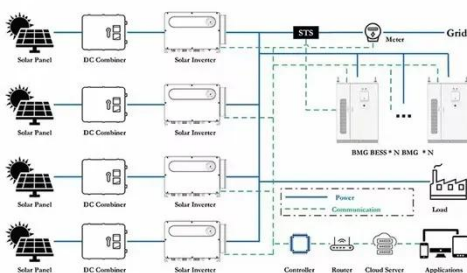 STS
Meter
Grid
Solar Panel DC Combiner Solar Inverter
Solar Panel DC Combiner Solar Inverter
BMG BESS * N BMG * N
Solar Panel DC Combiner Solar Inverter
Power
Communication
Load
Solar Panel DC Combiner Solar Inverter
Controller Router Cloud Server Applications